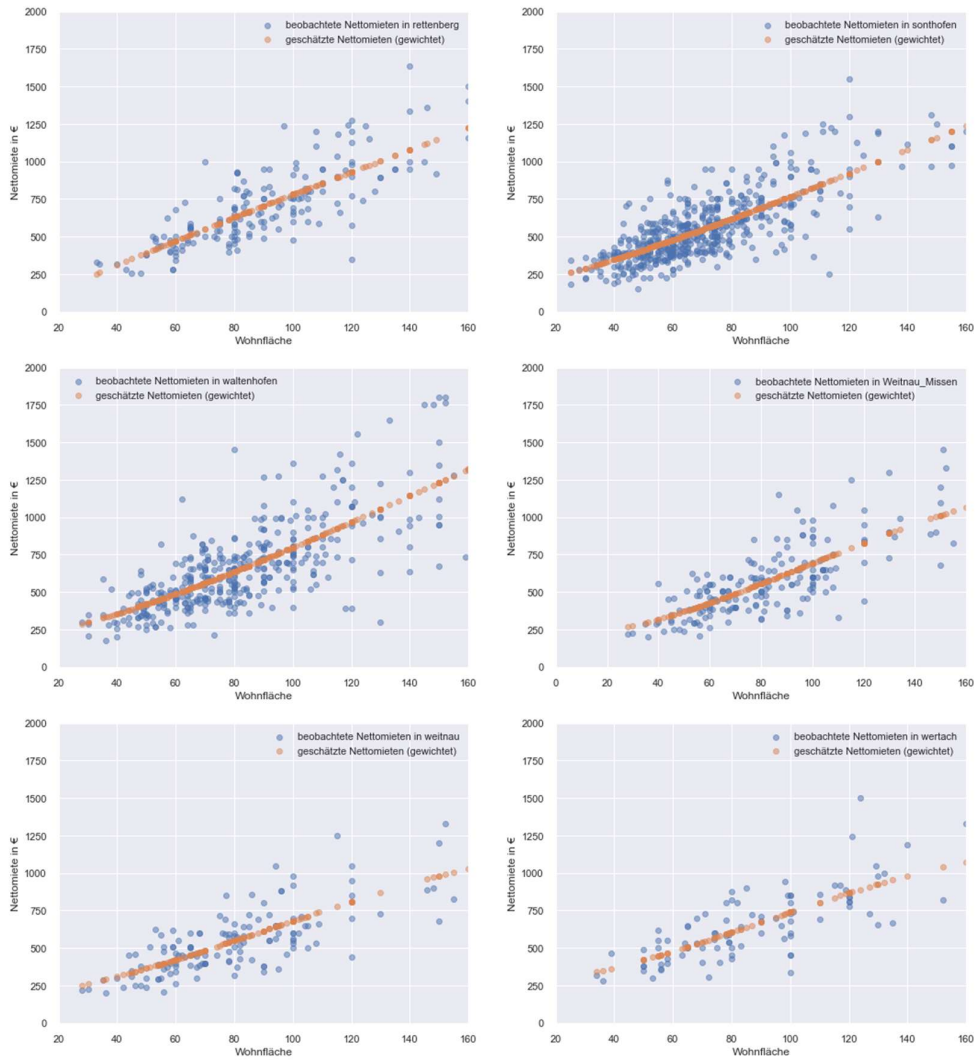 beobachtete Nettomieten in rettenberg
geschätzte Nettomieten (gewichtet)
Nettomiete in €
2000
1750
1500
1250
1000
750
500
250
0
20 40 60 80 100 120 140 160
Wohnfläche
beobachtete Nettomieten in sonthofen
geschätzte Nettomieten (gewichtet)
Nettomiete in €
2000
1750
1500
1250
1000
750
500
250
0
20 40 60 80 100 120 140 160
Wohnfläche
beobachtete Nettomieten in waltenhofen
geschätzte Nettomieten (gewichtet)
Nettomiete in €
2000
1750
1500
1250
1000
750
500
250
0
20 40 60 80 100 120 140 160
Wohnfläche
beobachtete Nettomieten in Weitnau_Missen
geschätzte Nettomieten (gewichtet)
Nettomiete in €
2000
1750
1500
1250
1000
750
500
250
0
0 20 40 60 80 100 120 140 160
Wohnfläche
beobachtete Nettomieten in weitnau
geschätzte Nettomieten (gewichtet)
Nettomiete in €
2000
1750
1500
1250
1000
750
500
250
0
20 40 60 80 100 120 140 160
Wohnfläche
beobachtete Nettomieten in wertach
geschätzte Nettomieten (gewichtet)
Nettomiete in €
2000
1750
1500
1250
1000
750
500
250
0
20 40 60 80 100 120 140 160
Wohnfläche